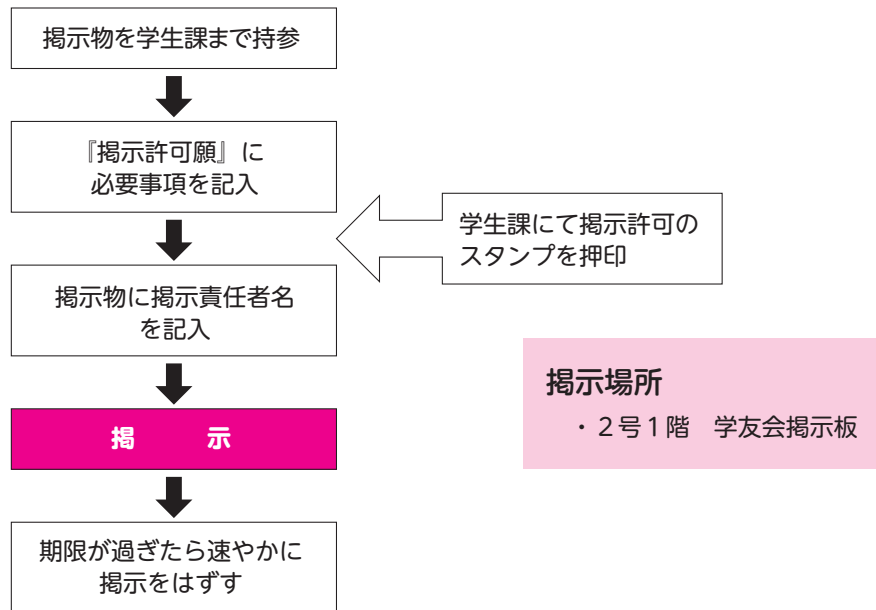 掲示物を学生課まで持参
『掲示許可願』に
必要事項を記入
学生課にて掲示許可の
スタンプを押印
掲示物に掲示責任者名
を記入
掲　　　示
掲示場所
・２号１階　学友会掲示板
期限が過ぎたら速やかに
掲示をはずす